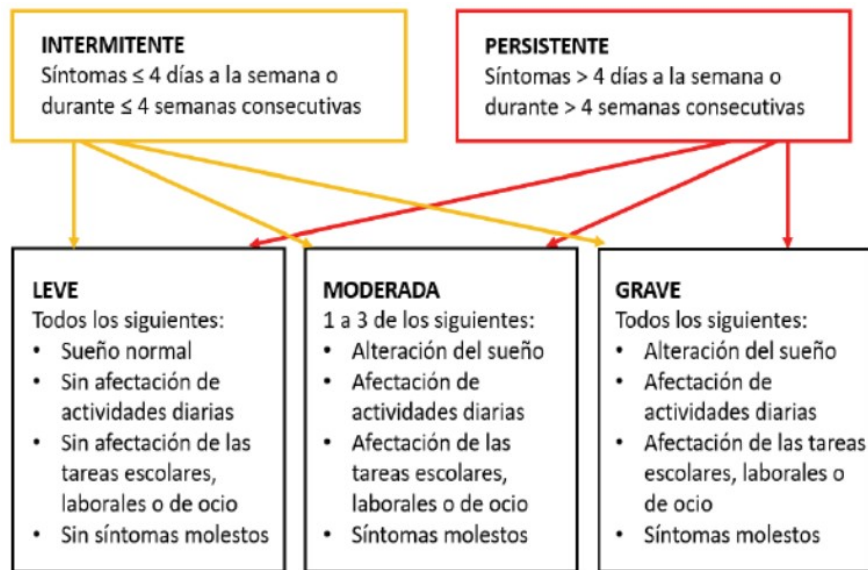 INTERMITENTE
Síntomas ≤ 4 días a la semana o
durante ≤ 4 semanas consecutivas
PERSISTENTE
Síntomas > 4 días a la semana o
durante > 4 semanas consecutivas
LEVE
Todos los siguientes:
• Sueño normal
• Sin afectación de
actividades diarias
• Sin afectación de las
tareas escolares,
laborales o de ocio
• Sin síntomas molestos
MODERADA
1 a 3 de los siguientes:
• Alteración del sueño
• Afectación de
actividades diarias
• Afectación de las
tareas escolares,
laborales o de ocio
• Síntomas molestos
GRAVE
Todos los siguientes:
• Alteración del sueño
• Afectación de
actividades diarias
• Afectación de las tareas
escolares, laborales o
de ocio
• Síntomas molestos